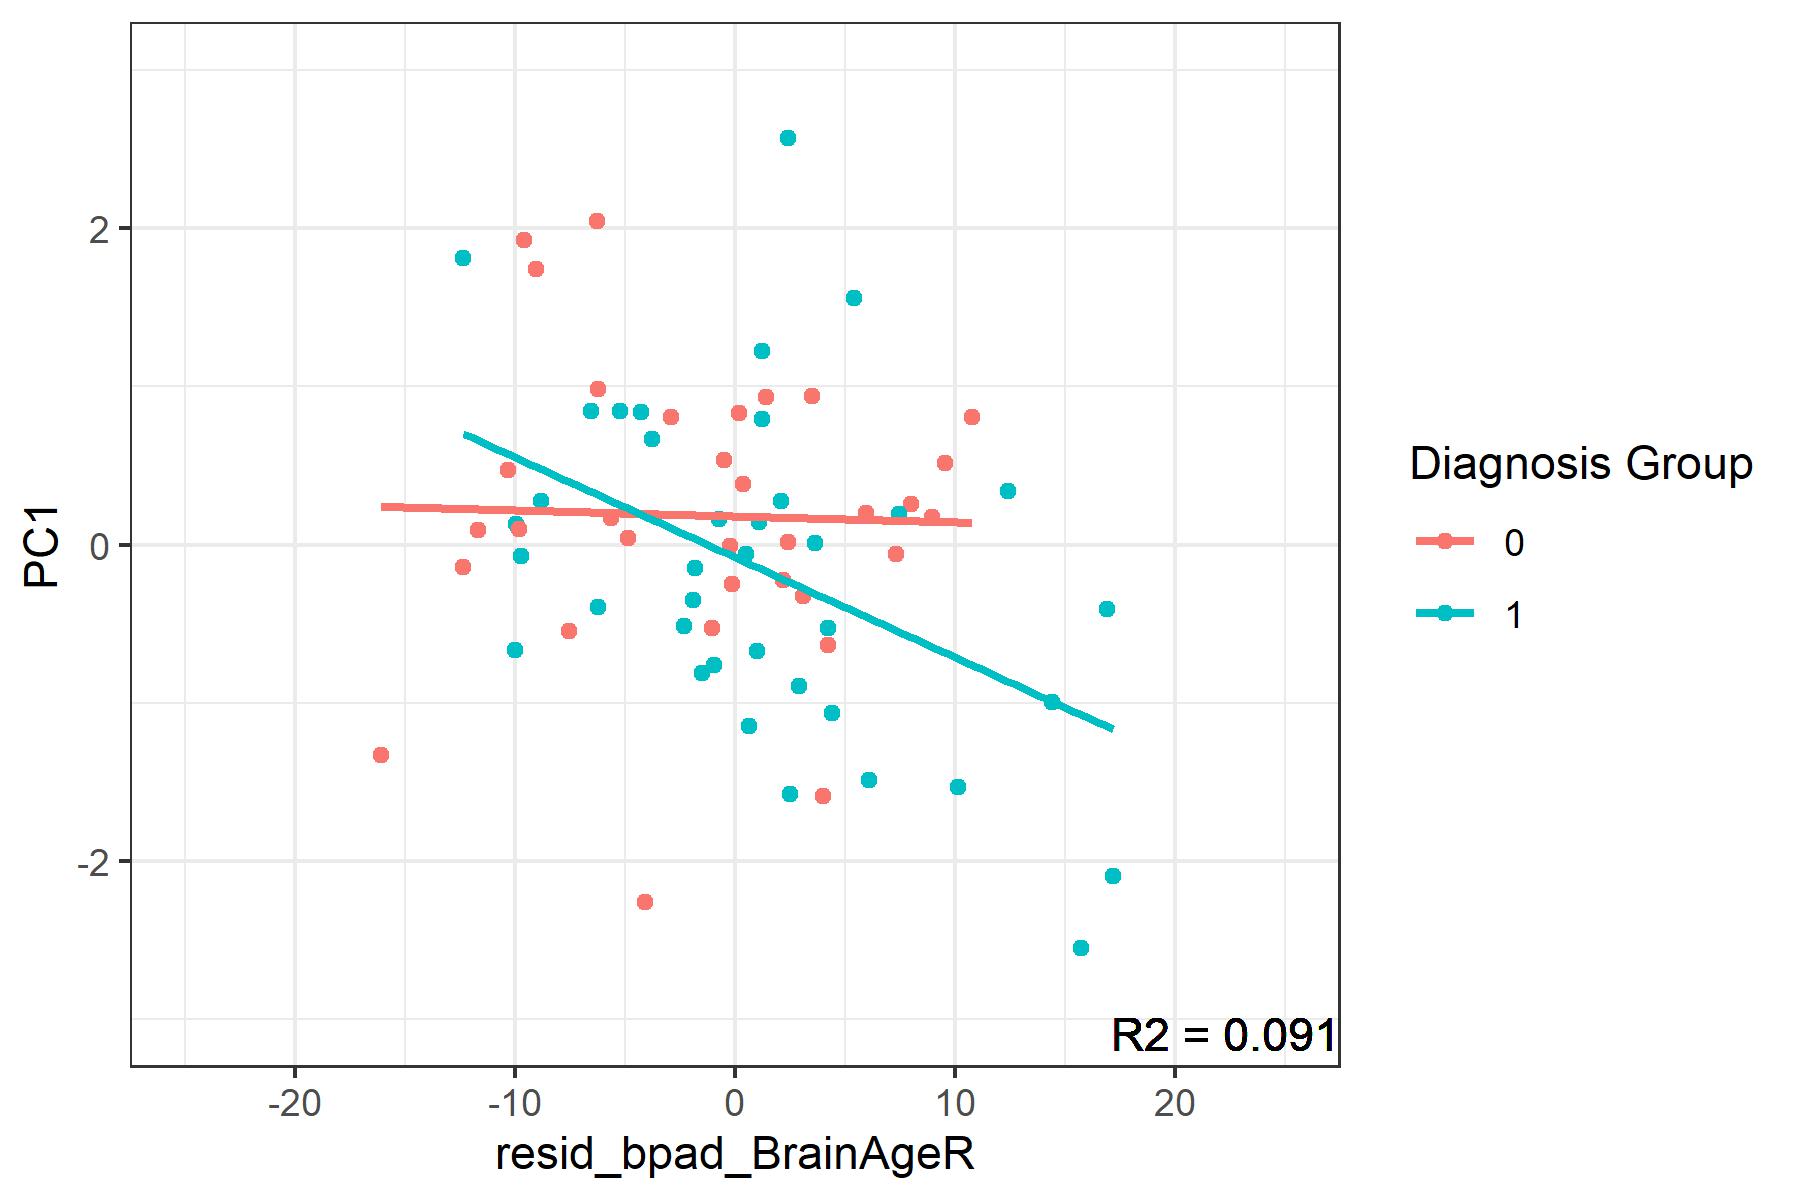 PC1
2
0
-2
R2 = 0.091
-20
-10
0
10
20
resid_bpad_BrainAgeR
Diagnosis Group
0
1